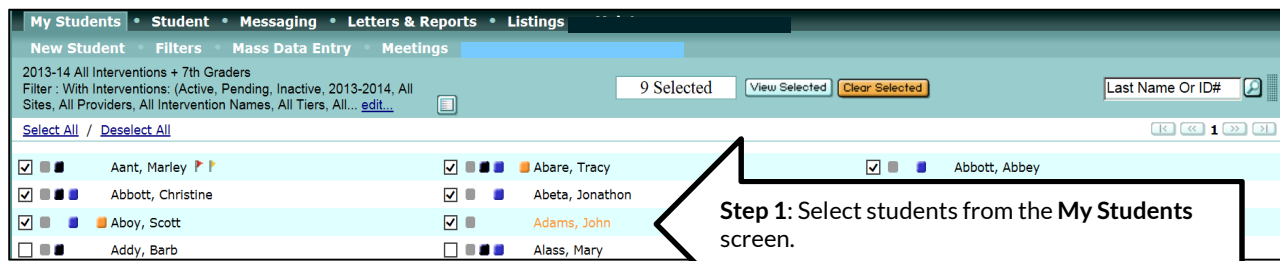 My Students • Student • Messaging • Letters & Reports • Listings
New Student • Filters • Mass Data Entry • Meetings
2013-14 All Interventions + 7th Graders
Filter : With Interventions: (Active, Pending, Inactive, 2013-2014, All
Sites, All Providers, All Intervention Names, All Tiers, All... edit...
9 Selected View Selected Clear Selected
Last Name Or ID#
Select All / Deselect All
1
Aant, Marley Abare, Tracy Abbott, Abbey
Abbott, Christine Abeta, Jonathon
Aboy, Scott Adams, John
Addy, Barb Alass, Mary
Step 1: Select students from the My Students
screen.